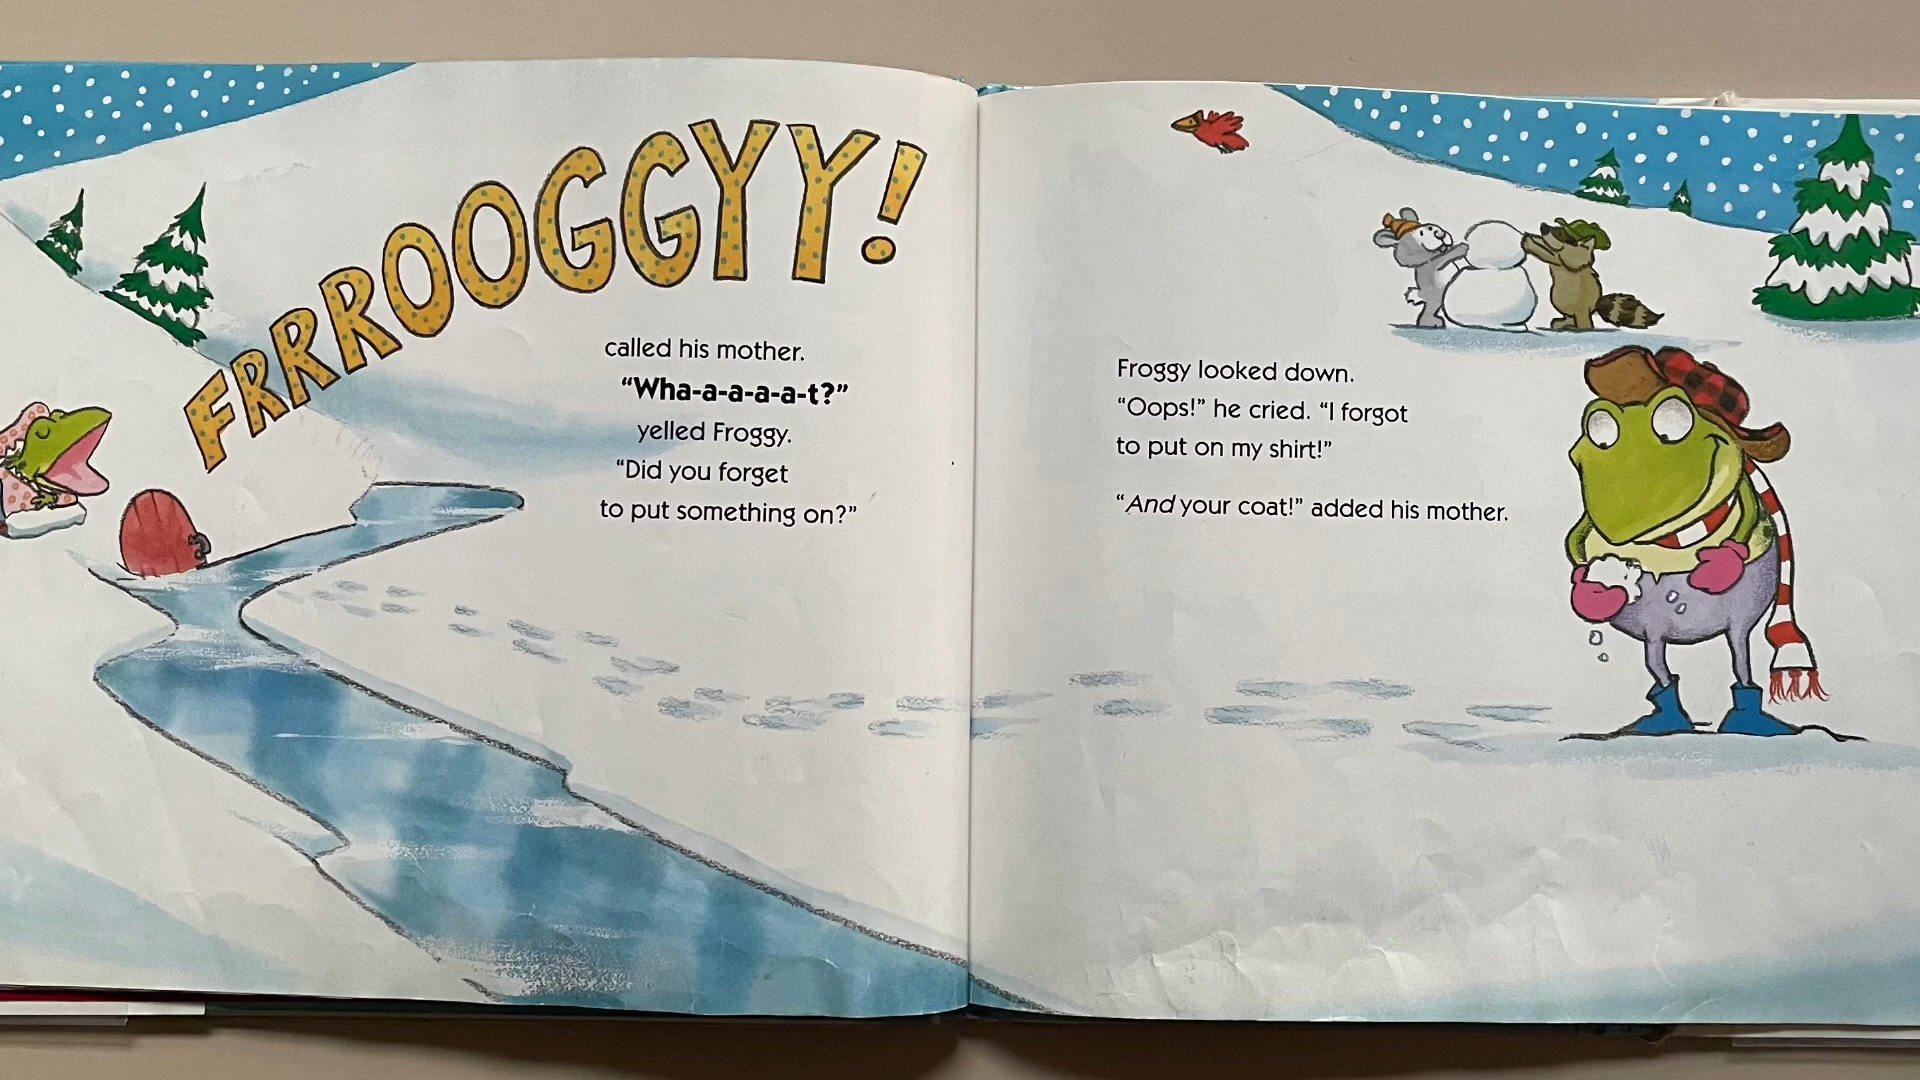 FRRROOGGYY!
called his mother.
“Wha-a-a-a-a-t?”
yelled Froggy.
“Did you forget
to put something on?”
Froggy looked down.
“Oops!” he cried. “I forgot
to put on my shirt!”
“And your coat!” added his mother.